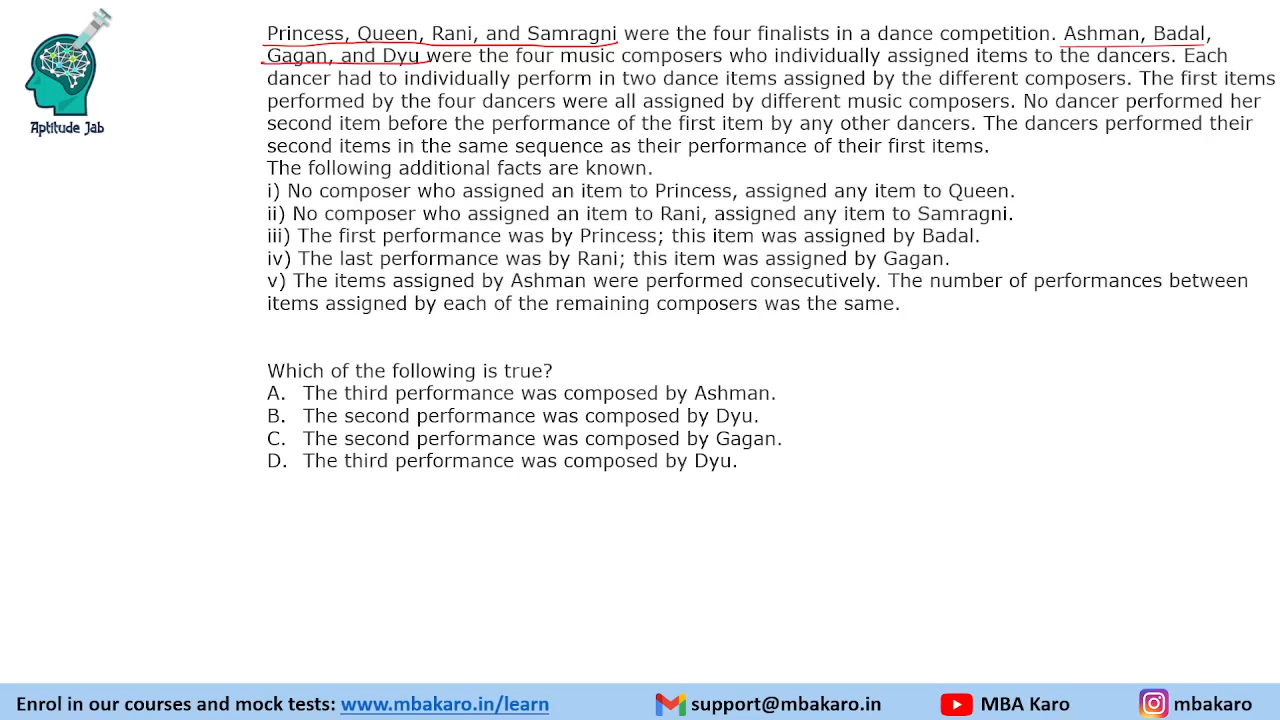 Princess, Queen, Rani, and Samragni were the four finalists in a dance competition. Ashman, Badal,
Gagan, and Dyu were the four music composers who individually assigned items to the dancers. Each
dancer had to individually perform in two dance items assigned by the different composers. The first items
performed by the four dancers were all assigned by different music composers. No dancer performed her
second item before the performance of the first item by any other dancers. The dancers performed their
second items in the same sequence as their performance of their first items.
The following additional facts are known.
i) No composer who assigned an item to Princess, assigned any item to Queen.
ii) No composer who assigned an item to Rani, assigned any item to Samragni.
iii) The first performance was by Princess; this item was assigned by Badal.
iv) The last performance was by Rani; this item was assigned by Gagan.
v) The items assigned by Ashman were performed consecutively. The number of performances between
items assigned by each of the remaining composers was the same.
Which of the following is true?
A. The third performance was composed by Ashman.
B. The second performance was composed by Dyu.
C. The second performance was composed by Gagan.
D. The third performance was composed by Dyu.
Aptitude Jab
Enrol in our courses and mock tests: www.mbakaro.in/learn
support@mbakaro.in
MBA Karo
mbakaro